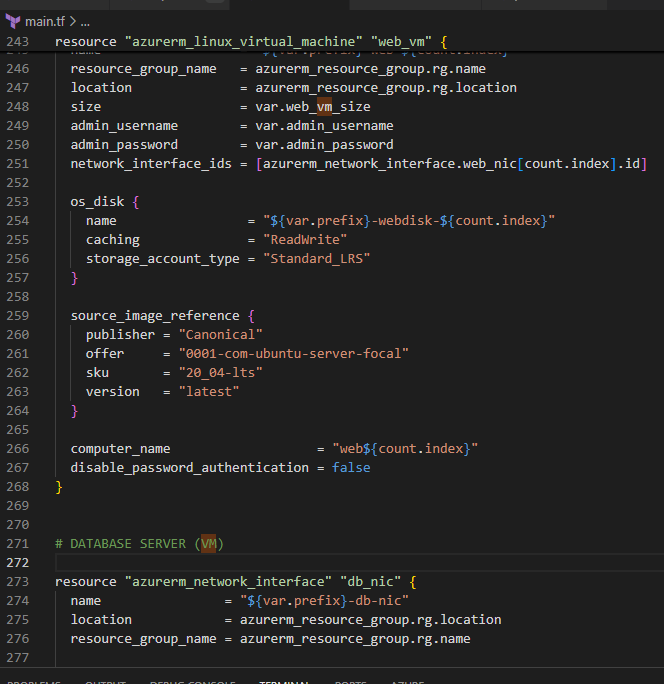 main.tf > ...
243 resource "azurerm_linux_virtual_machine" "web_vm" {
246 resource_group_name = azurerm_resource_group.rg.name
247 location = azurerm_resource_group.rg.location
248 size = var.web_vm_size
249 admin_username = var.admin_username
250 admin_password = var.admin_password
251 network_interface_ids = [azurerm_network_interface.web_nic[count.index].id]
252
253 os_disk {
254 name = "${var.prefix}-webdisk-${count.index}"
255 caching = "ReadWrite"
256 storage_account_type = "Standard_LRS"
257 }
258
259 source_image_reference {
260 publisher = "Canonical"
261 offer = "0001-com-ubuntu-server-focal"
262 sku = "20_04-lts"
263 version = "latest"
264 }
265
266 computer_name = "web${count.index}"
267 disable_password_authentication = false
268 }
269
270
271 # DATABASE SERVER (VM)
272
273 resource "azurerm_network_interface" "db_nic" {
274 name = "${var.prefix}-db-nic"
275 location = azurerm_resource_group.rg.location
276 resource_group_name = azurerm_resource_group.rg.name
277